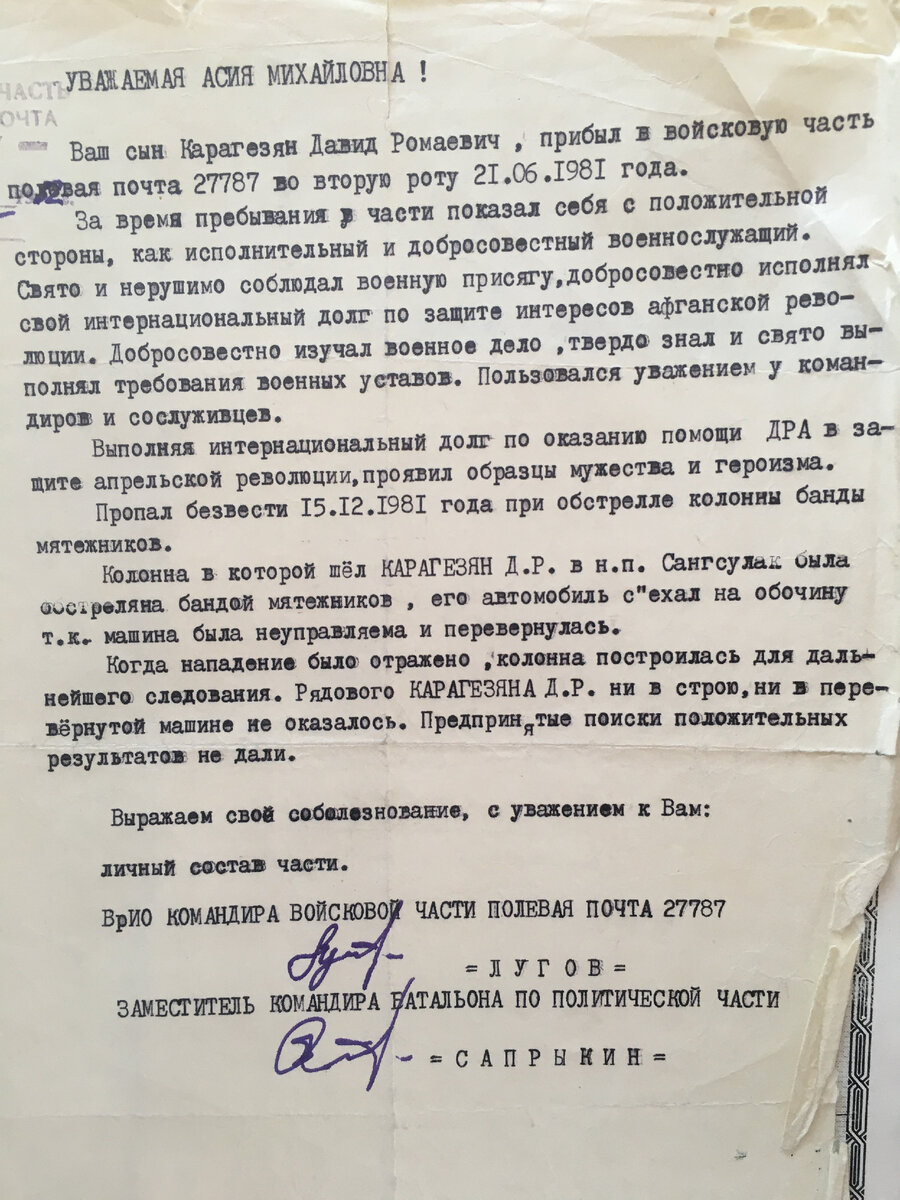 УВАЖАЕМАЯ АСИЯ МИХАЙЛОВНА !
ЧАСТЬ
ПОЧТА
Ваш сын Карагезян Давид Ромаевич , прибыл в войсковую часть
полевая почта 27787 во вторую роту 21.06.1981 года.
За время пребывания в части показал себя с положительной
стороны, как исполнительный и добросовестный военнослужащий.
Свято и нерушимо соблюдал военную присягу,добросовестно исполнял
свой интернациональный долг по защите интересов афганской рево-
люции. Добросовестно изучал военное дело ,твердо знал и свято вы-
полнял требования военных уставов. Пользовался уважением у коман-
диров и сослуживцев.
Выполняя интернациональный долг по оказанию помощи ДРА в за-
щите апрельской революции,проявил образцы мужества и героизма.
Пропал безвести 15.12.1981 года при обстрелле колонны банды
мятежников.
Колонна в которой шёл КАРАГЕЗЯН Д.Р. в н.п. Сангсулак была
обстреляна бандой мятежников , его автомобиль с"ехал на обочину
т.к. машина была неуправляема и перевернулась.
Когда нападение было отражено ,колонна построилась для даль-
нейшего следования. Рядового КАРАГЕЗЯНА Д.Р. ни в строю,ни в пере-
вёрнутой машине не оказалось. Предпринятые поиски положительных
результатов не дали.
Выражаем свой соболезнование, с уважением к Вам:
личный состав части.
ВрИО КОМАНДИРА ВОЙСКОВОЙ ЧАСТИ ПОЛЕВАЯ ПОЧТА 27787
=ЛУГОВ=
ЗАМЕСТИТЕЛЬ КОМАНДИРА БАТАЛЬОНА ПО ПОЛИТИЧЕСКОЙ ЧАСТИ
=САПРЫКИН=